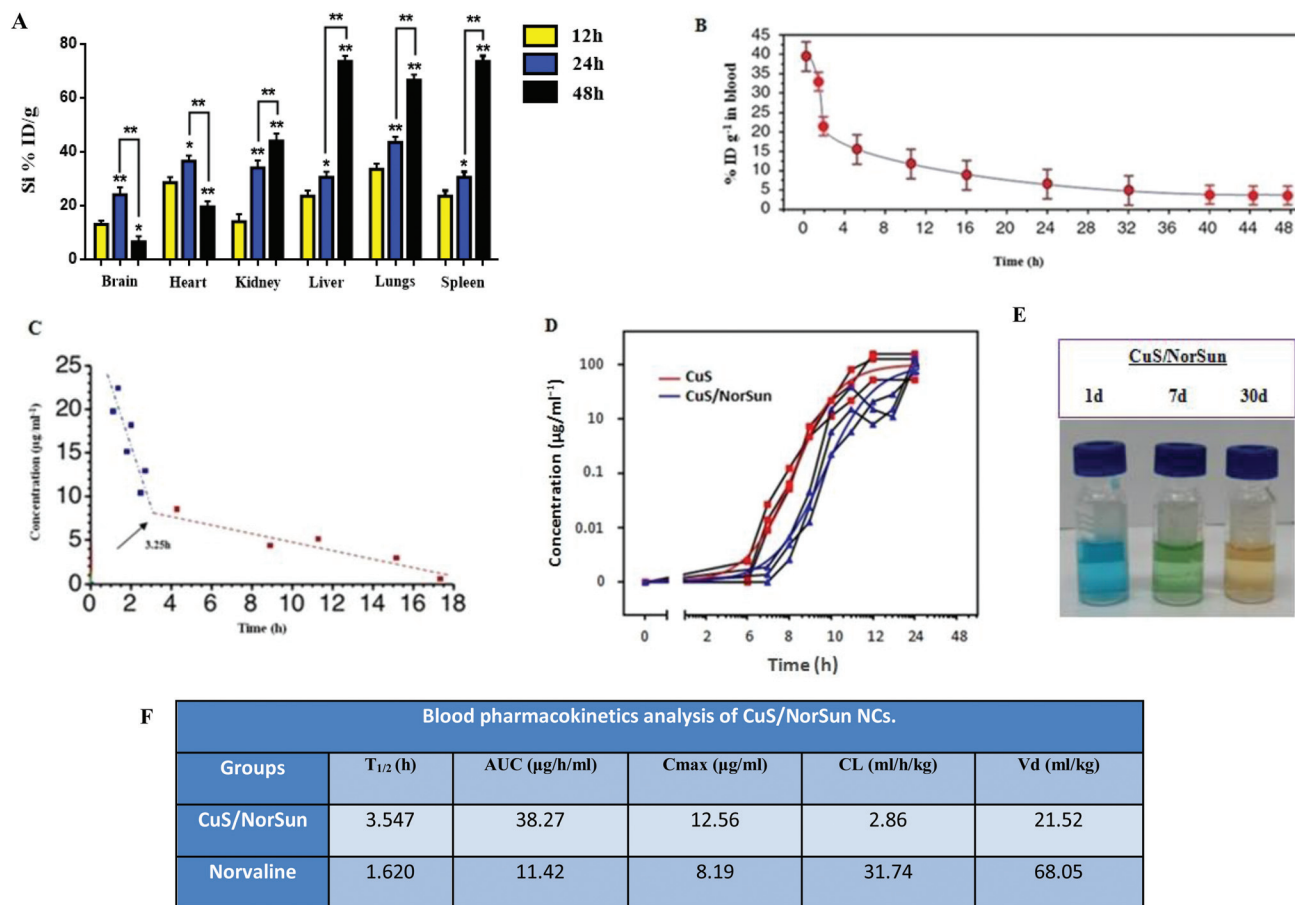 A
Si % ID/g
80
60
40
20
0
** ** ** ** ** **
** * ** * ** *
* ** ** ** ** **
Brain Heart Kidney Liver Lungs Spleen
12h
24h
48h
B
% ID g⁻¹ in blood
45
40
35
30
25
20
15
10
5
0
0 4 8 12 16 20 24 28 32 36 40 44 48
Time (h)
C
Concentration (µg/ml⁻¹)
25
20
15
10
5
0
3.25h
0 2 4 6 8 10 12 14 16 18
Time (h)
D
Concentration (µg/ml⁻¹)
100
10
0.1
0.01
0
CuS
CuS/NorSun
0 2 6 8 10 12 24 48
Time (h)
E
CuS/NorSun
1d 7d 30d
F
Blood pharmacokinetics analysis of CuS/NorSun NCs.
Groups T1/2 (h) AUC (µg/h/ml) Cmax (µg/ml) CL (ml/h/kg) Vd (ml/kg)
CuS/NorSun 3.547 38.27 12.56 2.86 21.52
Norvaline 1.620 11.42 8.19 31.74 68.05